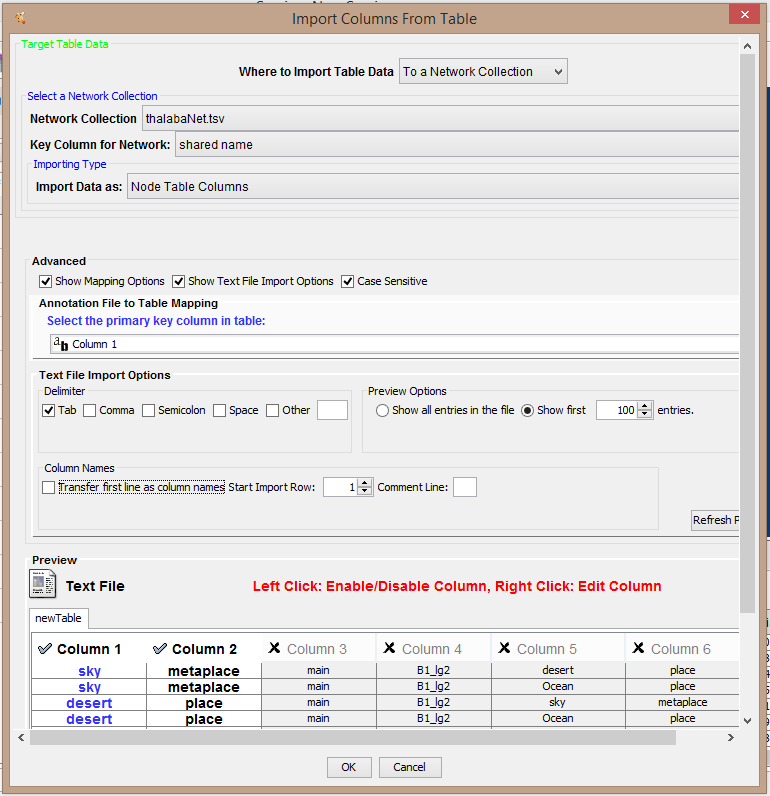 Import Columns From Table
Target Table Data
Where to Import Table Data To a Network Collection
Select a Network Collection
Network Collection thalabaNet.tsv
Key Column for Network: shared name
Importing Type
Import Data as: Node Table Columns
Advanced
Show Mapping Options Show Text File Import Options Case Sensitive
Annotation File to Table Mapping
Select the primary key column in table:
ab Column 1
Text File Import Options
Delimiter Preview Options
Tab Comma Semicolon Space Other Show all entries in the file Show first 100 entries.
Column Names
Transfer first line as column names Start Import Row: 1 Comment Line:
Refresh P
Preview
Text File Left Click: Enable/Disable Column, Right Click: Edit Column
newTable
Column 1 Column 2 Column 3 Column 4 Column 5 Column 6
sky metaplace main B1_lg2 desert place
sky metaplace main B1_lg2 Ocean place
desert place main B1_lg2 sky metaplace
desert place main B1_lg2 Ocean place
OK Cancel